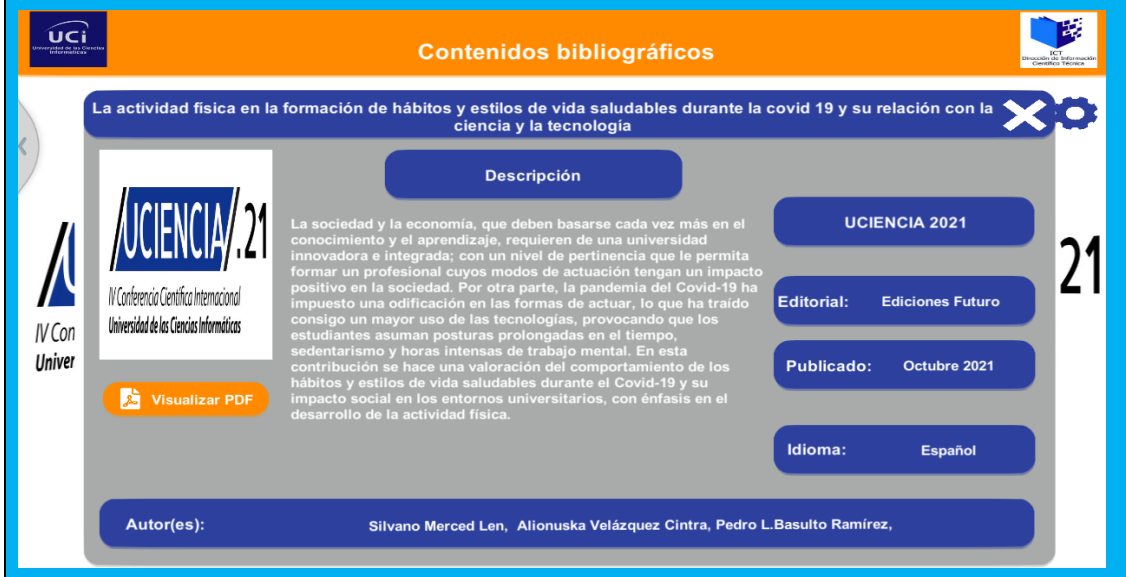 UCi
Universidad de las Ciencias
Informáticas
Contenidos bibliográficos
ICT
Dirección de Información
Científico Técnica
La actividad física en la formación de hábitos y estilos de vida saludables durante la covid 19 y su relación con la
ciencia y la tecnología
UCIENCIA/.21
IV Conferencia Científica Internacional
Universidad de las Ciencias Informáticas
Visualizar PDF
Descripción
La sociedad y la economía, que deben basarse cada vez más en el
conocimiento y el aprendizaje, requieren de una universidad
innovadora e integrada; con un nivel de pertinencia que le permita
formar un profesional cuyos modos de actuación tengan un impacto
positivo en la sociedad. Por otra parte, la pandemia del Covid-19 ha
impuesto una odificación en las formas de actuar, lo que ha traído
consigo un mayor uso de las tecnologías, provocando que los
estudiantes asuman posturas prolongadas en el tiempo,
sedentarismo y horas intensas de trabajo mental. En esta
contribución se hace una valoración del comportamiento de los
hábitos y estilos de vida saludables durante el Covid-19 y su
impacto social en los entornos universitarios, con énfasis en el
desarrollo de la actividad física.
UCIENCIA 2021
Editorial: Ediciones Futuro
Publicado: Octubre 2021
Idioma: Español
Autor(es): Silvano Merced Len, Alionuska Velázquez Cintra, Pedro L.Basulto Ramírez,
IV Con
Univer
21